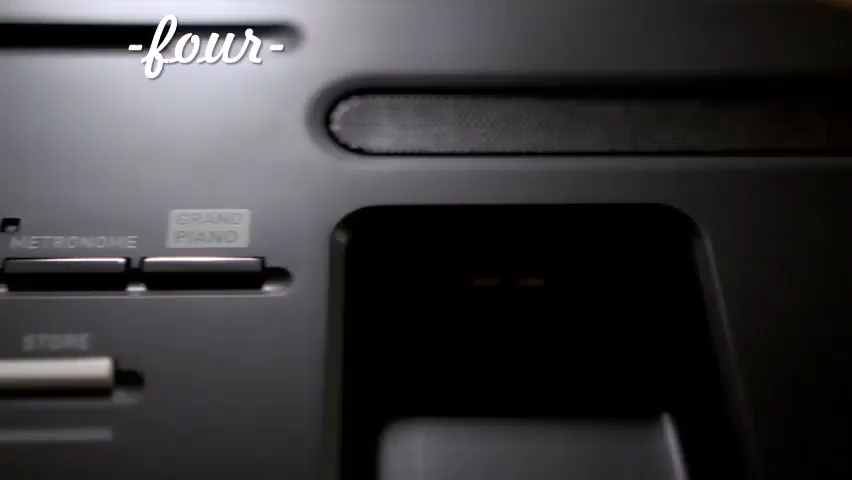 -four-
METRONOME
GRAND
PIANO
STORE